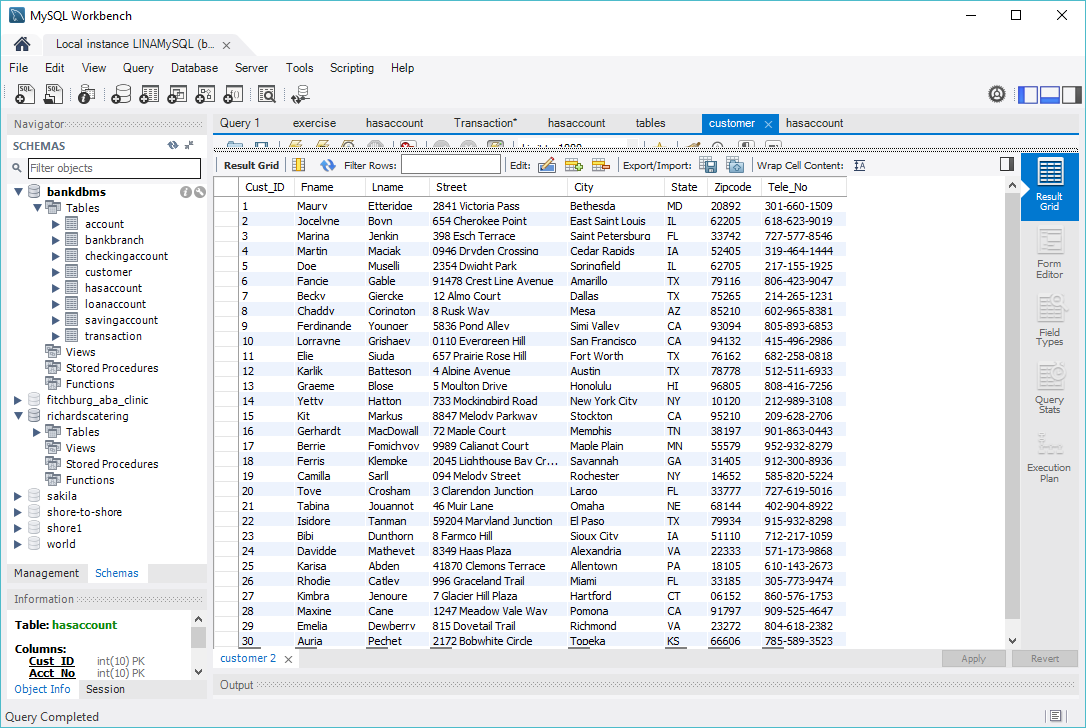 MySQL Workbench
Local instance LINAMySQL (b...
File Edit View Query Database Server Tools Scripting Help
Navigator
SCHEMAS
Filter objects
bankdbms
Tables
account
bankbranch
checkingaccount
customer
hasaccount
loanaccount
savingaccount
transaction
Views
Stored Procedures
Functions
fitchburg_aba_clinic
richardscatering
Tables
Views
Stored Procedures
Functions
sakila
shore-to-shore
shore1
world
Management Schemas
Information
Table: hasaccount
Columns:
Cust_ID int(10) PK
Acct_No int(10) PK
Object Info Session
Query 1 exercise hasaccount Transaction* hasaccount tables customer hasaccount
Result Grid Filter Rows: Edit: Export/Import: Wrap Cell Content:
Cust_ID Fname Lname Street City State Zipcode Tele_No
1 Maury Etteridge 2841 Victoria Pass Bethesda MD 20892 301-660-1509
2 Jocelyne Boyn 654 Cherokee Point East Saint Louis IL 62205 618-623-9019
3 Marina Jenkin 398 Esch Terrace Saint Petersburg FL 33742 727-577-8546
4 Martin Maciak 0946 Dryden Crossing Cedar Rapids IA 52405 319-464-1444
5 Doe Muselli 2354 Dwight Park Springfield IL 62705 217-155-1925
6 Fancie Gable 91478 Crest Line Avenue Amarillo TX 79116 806-423-9047
7 Becky Giercke 12 Almo Court Dallas TX 75265 214-265-1231
8 Chaddy Corington 8 Rusk Way Mesa AZ 85210 602-965-8381
9 Ferdinande Younger 5836 Pond Alley Simi Valley CA 93094 805-893-6853
10 Lorrayne Grishaev 0110 Evergreen Hill San Francisco CA 94132 415-496-2986
11 Elie Siuda 657 Prairie Rose Hill Fort Worth TX 76162 682-258-0818
12 Karlik Batteson 4 Alpine Avenue Austin TX 78778 512-511-6933
13 Graeme Blose 5 Moulton Drive Honolulu HI 96805 808-416-7256
14 Yetty Hatton 733 Mockingbird Road New York City NY 10120 212-989-3108
15 Kit Markus 8847 Melody Parkway Stockton CA 95210 209-628-2706
16 Gerhardt MacDowall 72 Maple Court Memphis TN 38197 901-863-0443
17 Berrie Fomichyov 9989 Caliangt Court Maple Plain MN 55579 952-932-8279
18 Ferris Klempke 2045 Lighthouse Bay Cr... Savannah GA 31405 912-300-8936
19 Camilla Sarll 094 Melody Street Rochester NY 14652 585-820-5224
20 Tove Crosham 3 Clarendon Junction Largo FL 33777 727-619-5016
21 Tabina Jouannot 46 Muir Lane Omaha NE 68144 402-904-8922
22 Isidore Tanman 59204 Maryland Junction El Paso TX 79934 915-932-8298
23 Bibi Dunthorn 8 Farmco Hill Sioux City IA 51110 712-217-1059
24 Davidde Mathevet 8349 Haas Plaza Alexandria VA 22333 571-173-9868
25 Karisa Abden 41870 Clemons Terrace Allentown PA 18105 610-143-2673
26 Rhodie Catley 996 Graceland Trail Miami FL 33185 305-773-9474
27 Kimbra Jenoure 7 Glacier Hill Plaza Hartford CT 06152 860-576-1753
28 Maxine Cane 1247 Meadow Vale Way Pomona CA 91797 909-525-4647
29 Emelia Dewberry 815 Dovetail Trail Richmond VA 23272 804-618-2382
30 Auria Pechet 2172 Bobwhite Circle Topeka KS 66606 785-589-3523
Result
Grid
Form
Editor
Field
Types
Query
Stats
Execution
Plan
customer 2 Apply Revert
Output
Query Completed